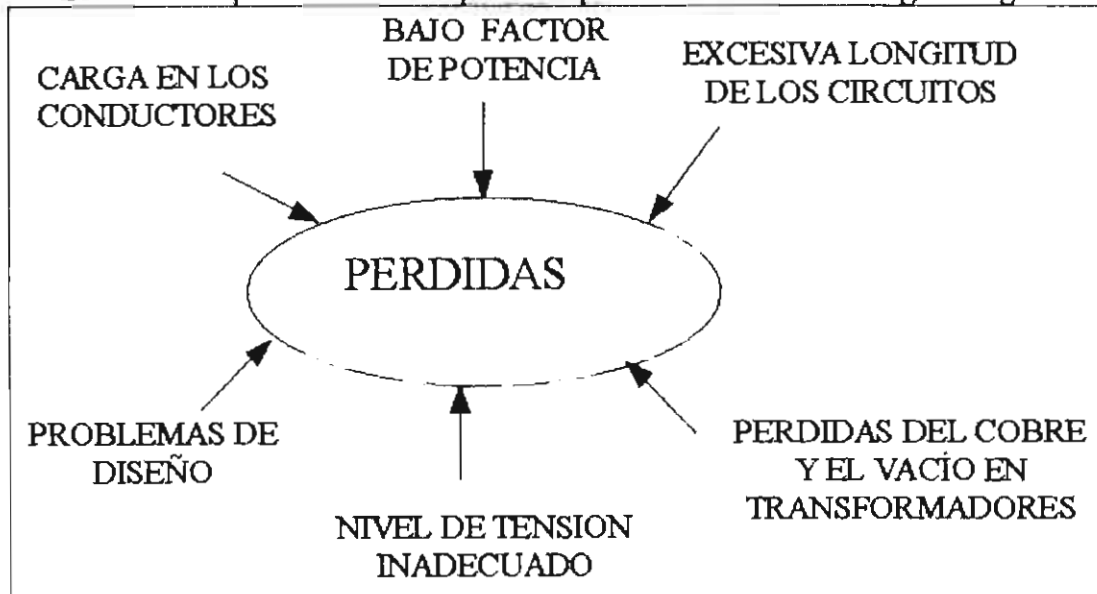 BAJO FACTOR
DE POTENCIA
CARGA EN LOS
CONDUCTORES
EXCESIVA LONGITUD
DE LOS CIRCUITOS
PERDIDAS
PROBLEMAS DE
DISEÑO
NIVEL DE TENSION
INADECUADO
PERDIDAS DEL COBRE
Y EL VACÍO EN
TRANSFORMADORES